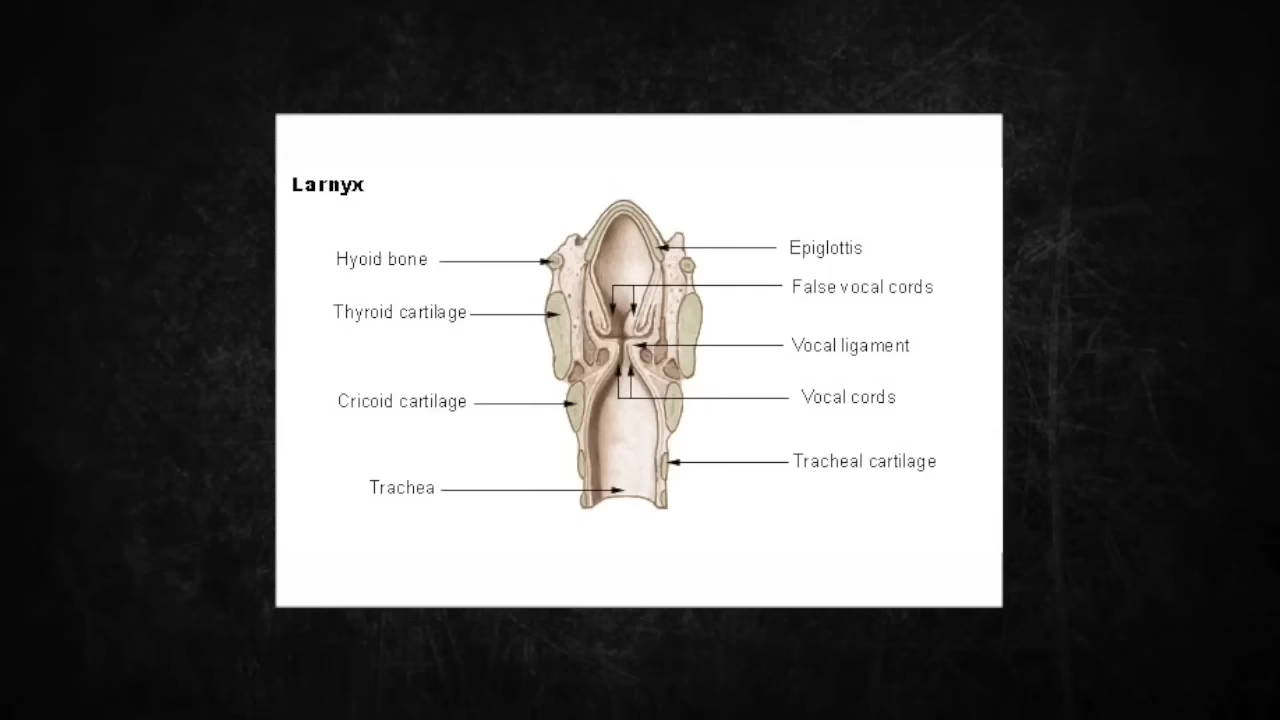 Larnyx
Hyoid bone
Thyroid cartilage
Cricoid cartilage
Trachea
Epiglottis
False vocal cords
Vocal ligament
Vocal cords
Tracheal cartilage